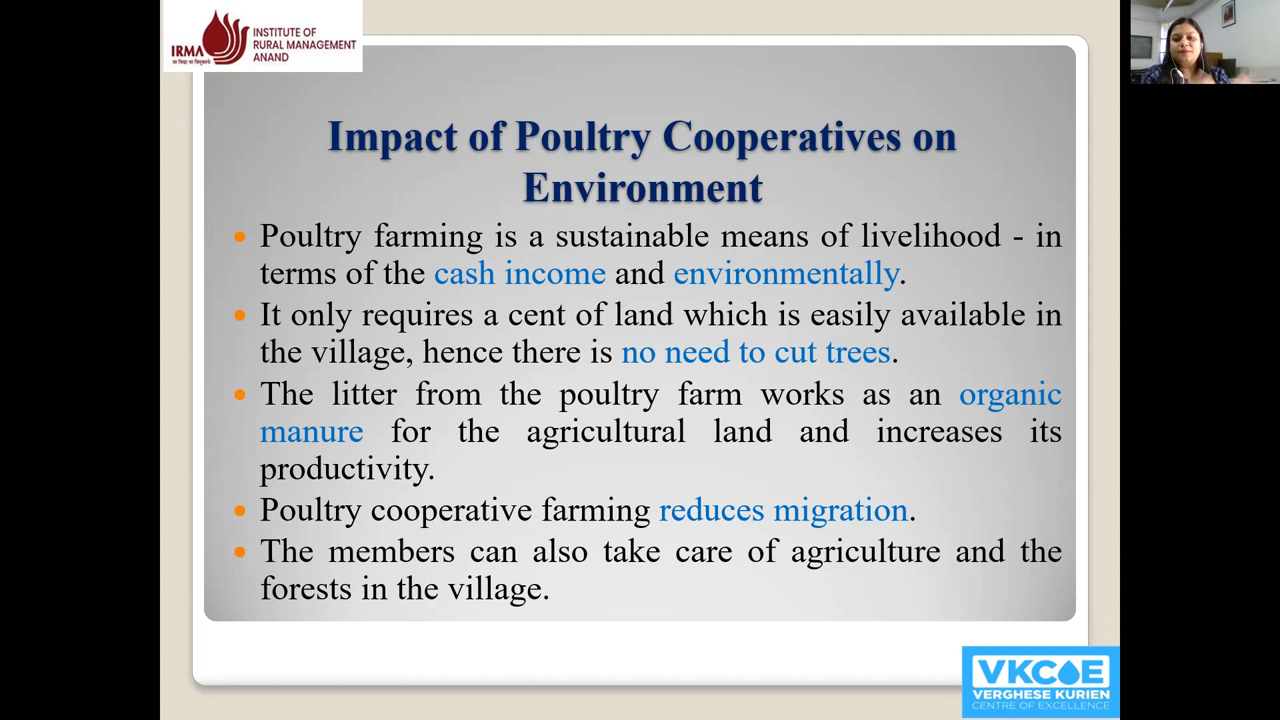 IRMA
INSTITUTE OF
RURAL MANAGEMENT
ANAND
Impact of Poultry Cooperatives on
Environment
Poultry farming is a sustainable means of livelihood - in
terms of the cash income and environmentally.
It only requires a cent of land which is easily available in
the village, hence there is no need to cut trees.
The litter from the poultry farm works as an organic
manure for the agricultural land and increases its
productivity.
Poultry cooperative farming reduces migration.
The members can also take care of agriculture and the
forests in the village.
VKCOE
VERGHESE KURIEN
CENTRE OF EXCELLENCE